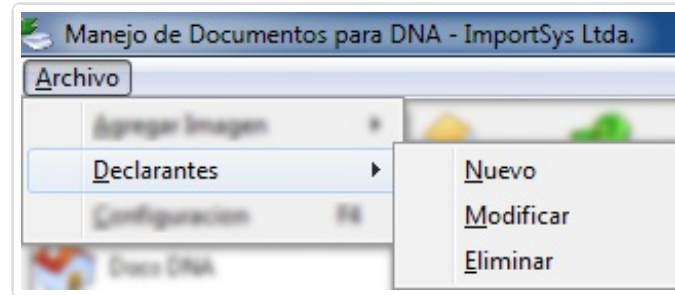 Manejo de Documentos para DNA - ImportSys Ltda.
Archivo
Agregar Imagen
Declarantes
Nuevo
Modificar
Configuracion F4
Eliminar
Docs DNA